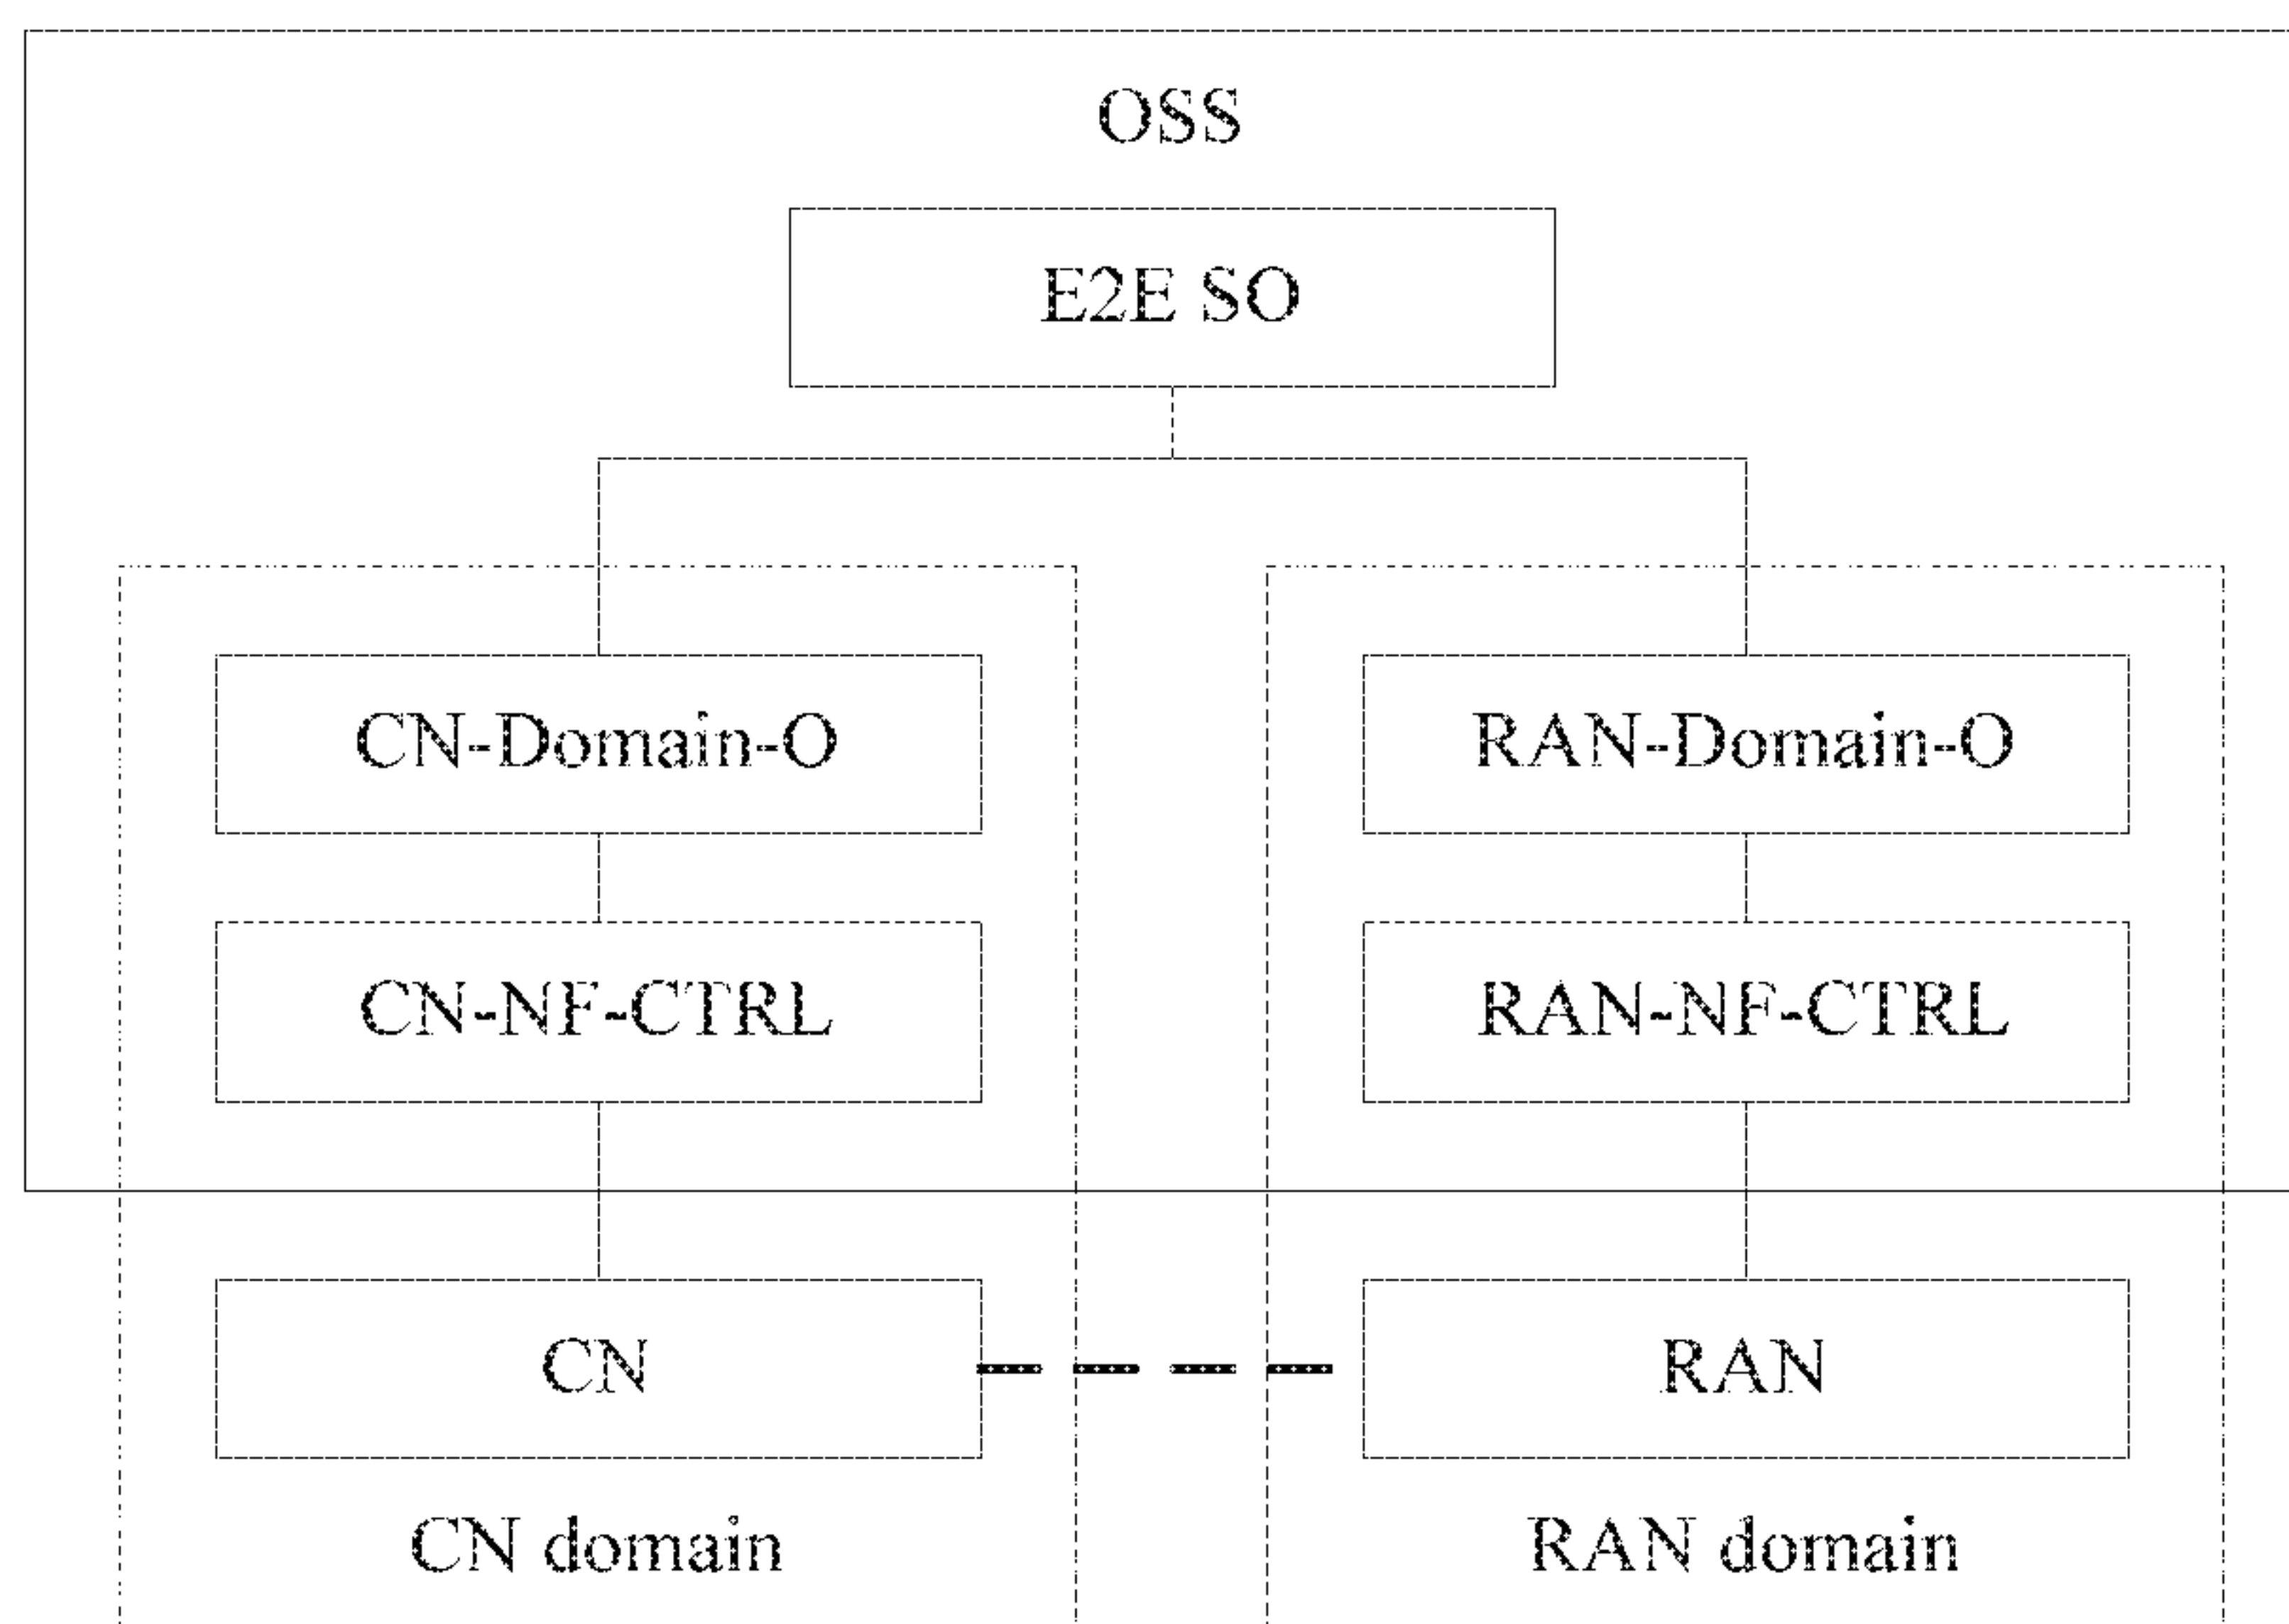 OSS
E2E SO
CN-Domain-O
RAN-Domain-O
CN-NF-CTRL
RAN-NF-CTRL
CN
RAN
CN domain
RAN domain